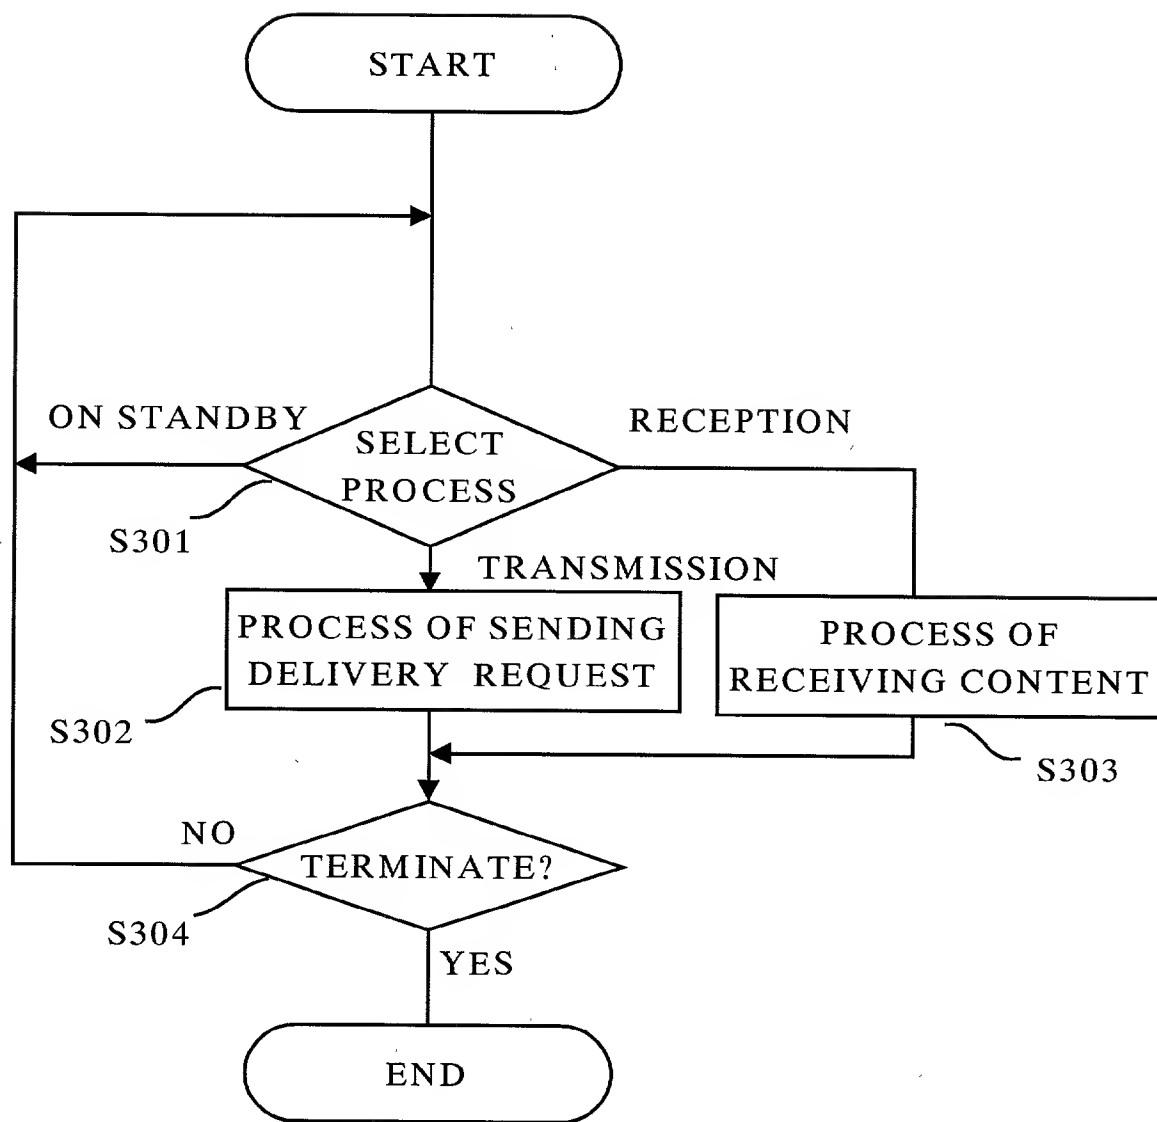 START
ON STANDBY
RECEPTION
SELECT
PROCESS
S301
TRANSMISSION
PROCESS OF SENDING
DELIVERY REQUEST
PROCESS OF
RECEIVING CONTENT
S302
S303
NO
TERMINATE?
S304
YES
END